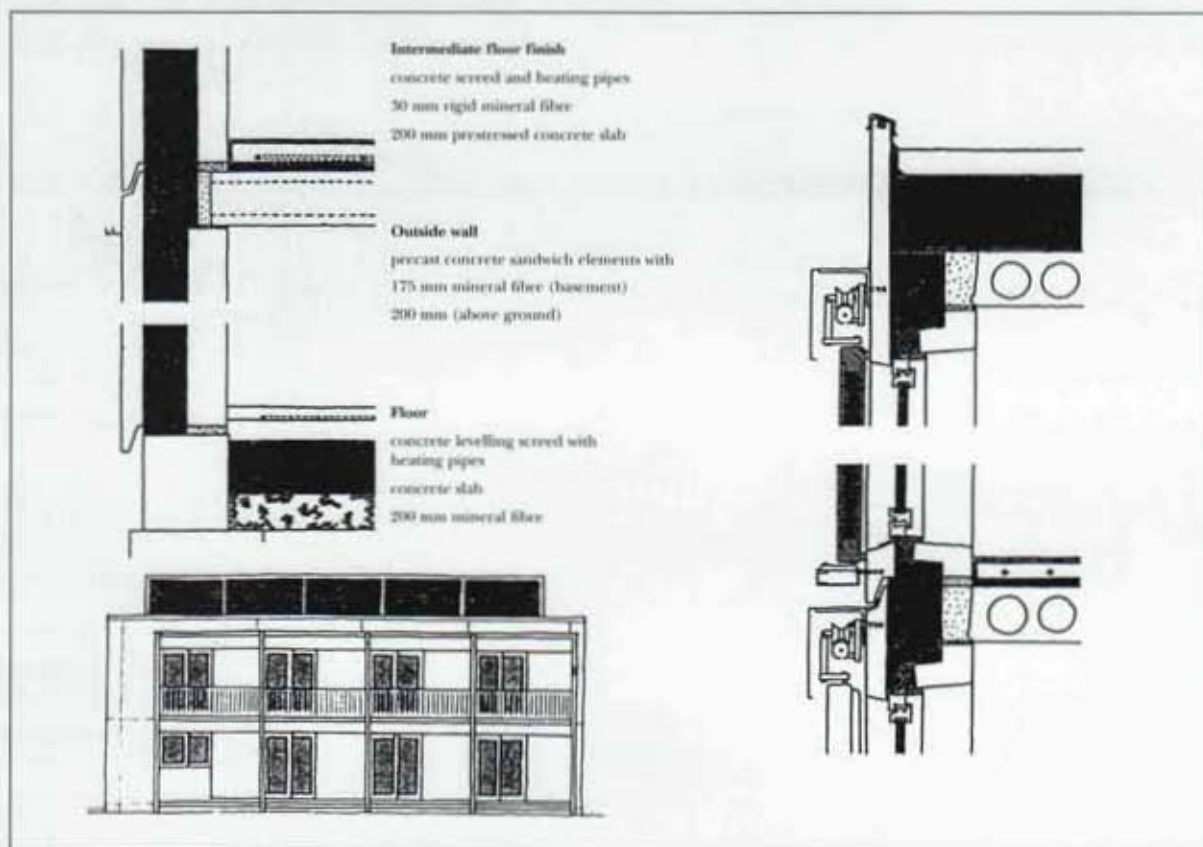 Intermediate floor finish
concrete screed and heating pipes
30 mm rigid mineral fibre
200 mm prestressed concrete slab
Outside wall
precast concrete sandwich elements with
175 mm mineral fibre (basement)
200 mm (above ground)
Floor
concrete levelling screed with
heating pipes
concrete slab
200 mm mineral fibre